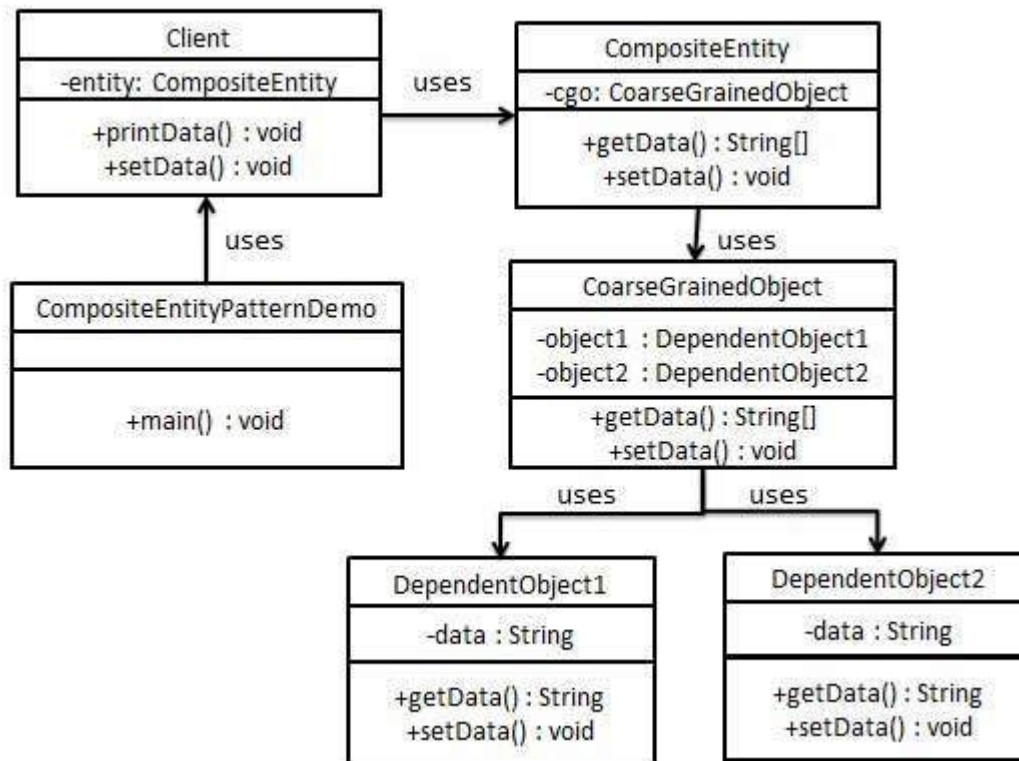 Client
-entity: CompositeEntity
+printData() : void
+setData() : void
uses
CompositeEntity
-cgo: CoarseGrainedObject
+getData() : String[]
+setData() : void
uses
uses
CompositeEntityPatternDemo
+main() : void
CoarseGrainedObject
-object1 : DependentObject1
-object2 : DependentObject2
+getData() : String[]
+setData() : void
uses
uses
DependentObject1
-data : String
+getData() : String
+setData() : void
DependentObject2
-data : String
+getData() : String
+setData() : void